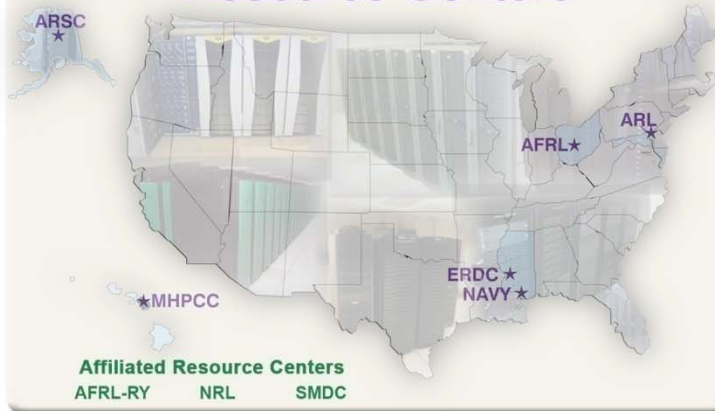 ARSC
ARL
AFRL
ERDC
NAVY
MHPCC
Affiliated Resource Centers
AFRL-RY NRL SMDC